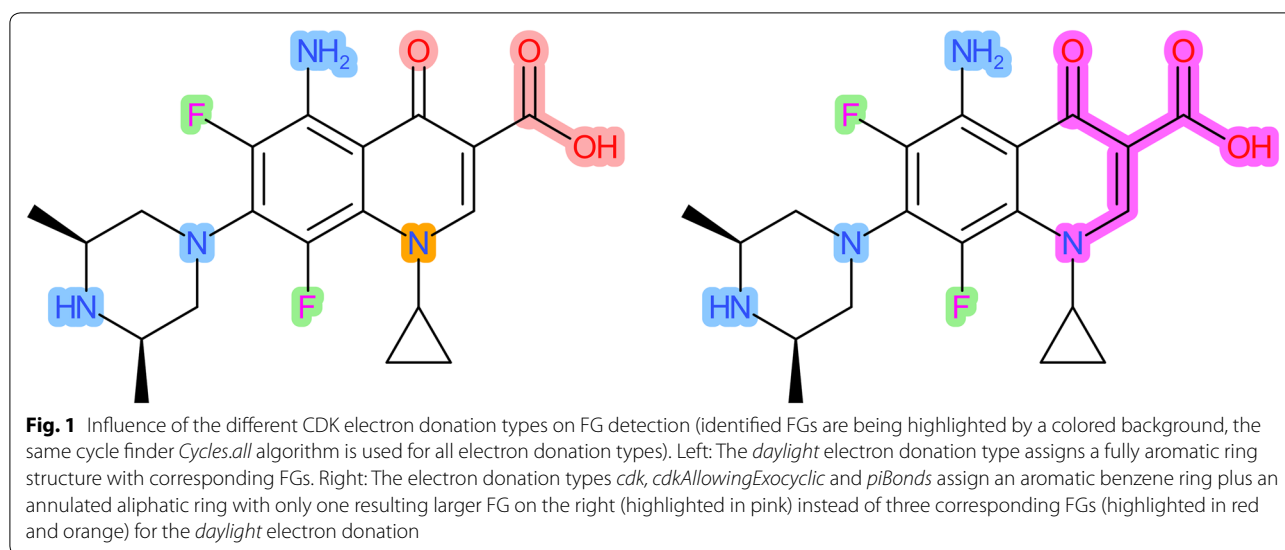 NH2 O O NH2 O O
F OH F OH
N N N N
HN F HN F
Fig. 1 Influence of the different CDK electron donation types on FG detection (identified FGs are being highlighted by a colored background, the
same cycle finder Cycles.all algorithm is used for all electron donation types). Left: The daylight electron donation type assigns a fully aromatic ring
structure with corresponding FGs. Right: The electron donation types cdk, cdkAllowingExocyclic and piBonds assign an aromatic benzene ring plus an
annulated aliphatic ring with only one resulting larger FG on the right (highlighted in pink) instead of three corresponding FGs (highlighted in red
and orange) for the daylight electron donation